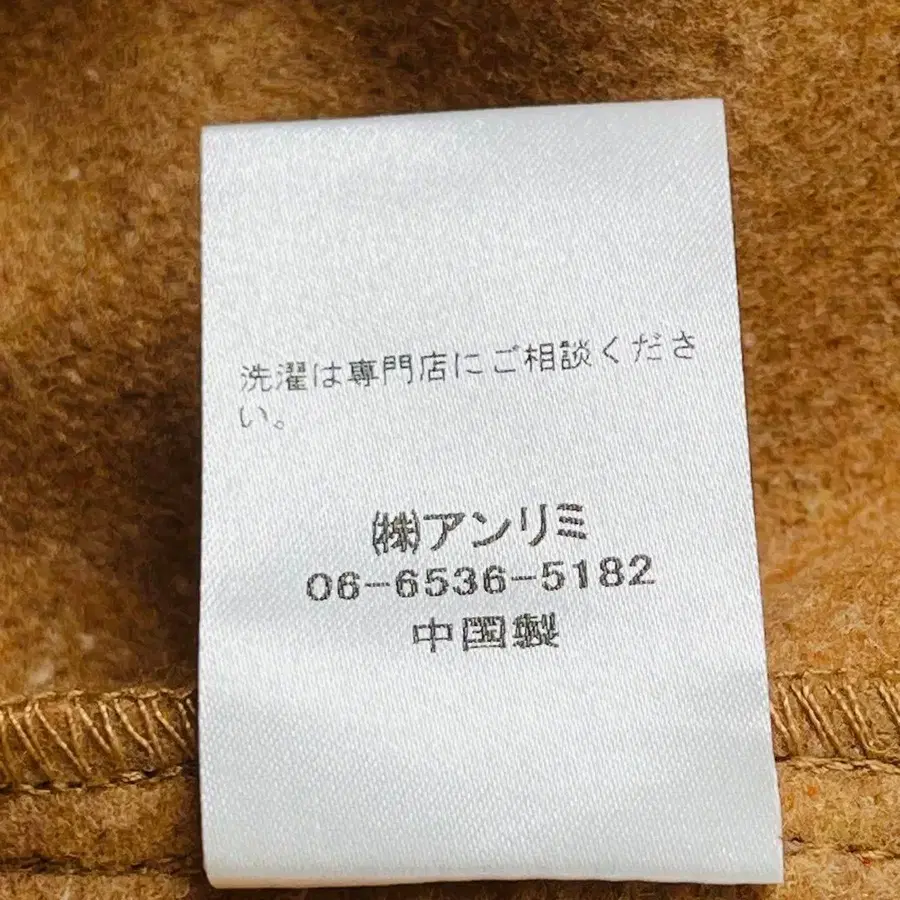 洗濯は專門店にご相談くださ
い。
㈱アンリミ
06-6536-5182
中国製